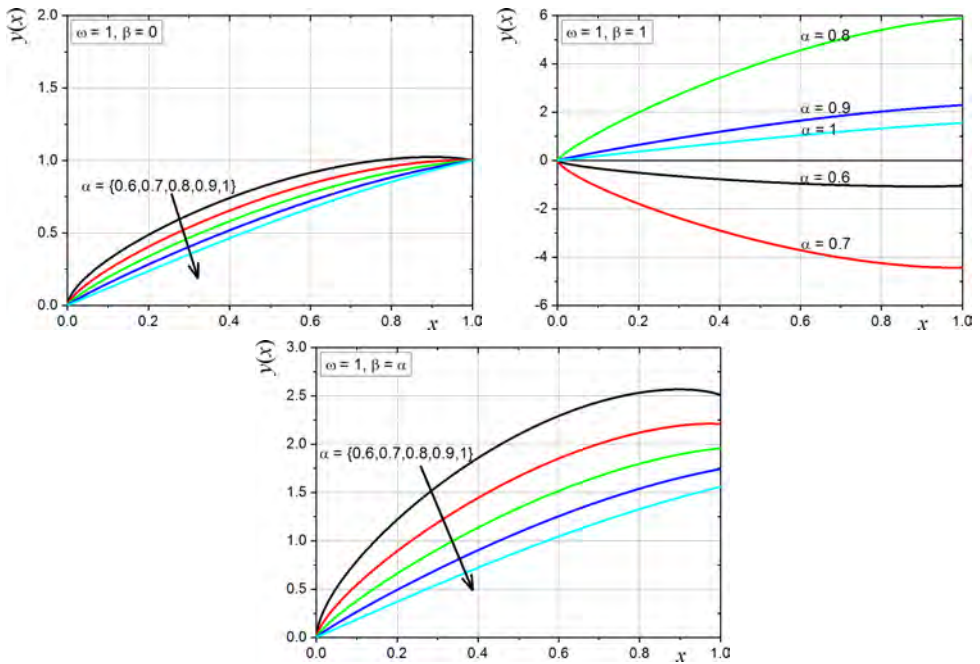 y(x)
2.0
1.5
1.0
0.5
0.0
ω = 1, β = 0
α = {0.6,0.7,0.8,0.9,1}
0.0 0.2 0.4 0.6 0.8 1.0
x
y(x)
6
4
2
0
-2
-4
-6
ω = 1, β = 1
α = 0.8
α = 0.9
α = 1
α = 0.6
α = 0.7
0.0 0.2 0.4 0.6 0.8 1.0
x
y(x)
3.0
2.5
2.0
1.5
1.0
0.5
0.0
ω = 1, β = α
α = {0.6,0.7,0.8,0.9,1}
0.0 0.2 0.4 0.6 0.8 1.0
x